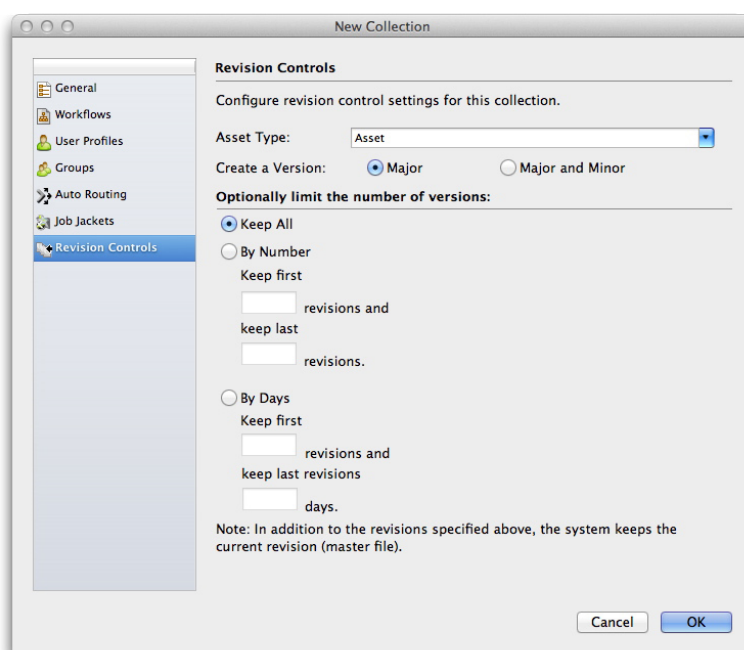 New Collection
General
Workflows
User Profiles
Groups
Auto Routing
Job Jackets
Revision Controls
Revision Controls
Configure revision control settings for this collection.
Asset Type: Asset
Create a Version: Major Major and Minor
Optionally limit the number of versions:
Keep All
By Number
Keep first
revisions and
keep last
revisions.
By Days
Keep first
revisions and
keep last revisions
days.
Note: In addition to the revisions specified above, the system keeps the
current revision (master file).
Cancel OK